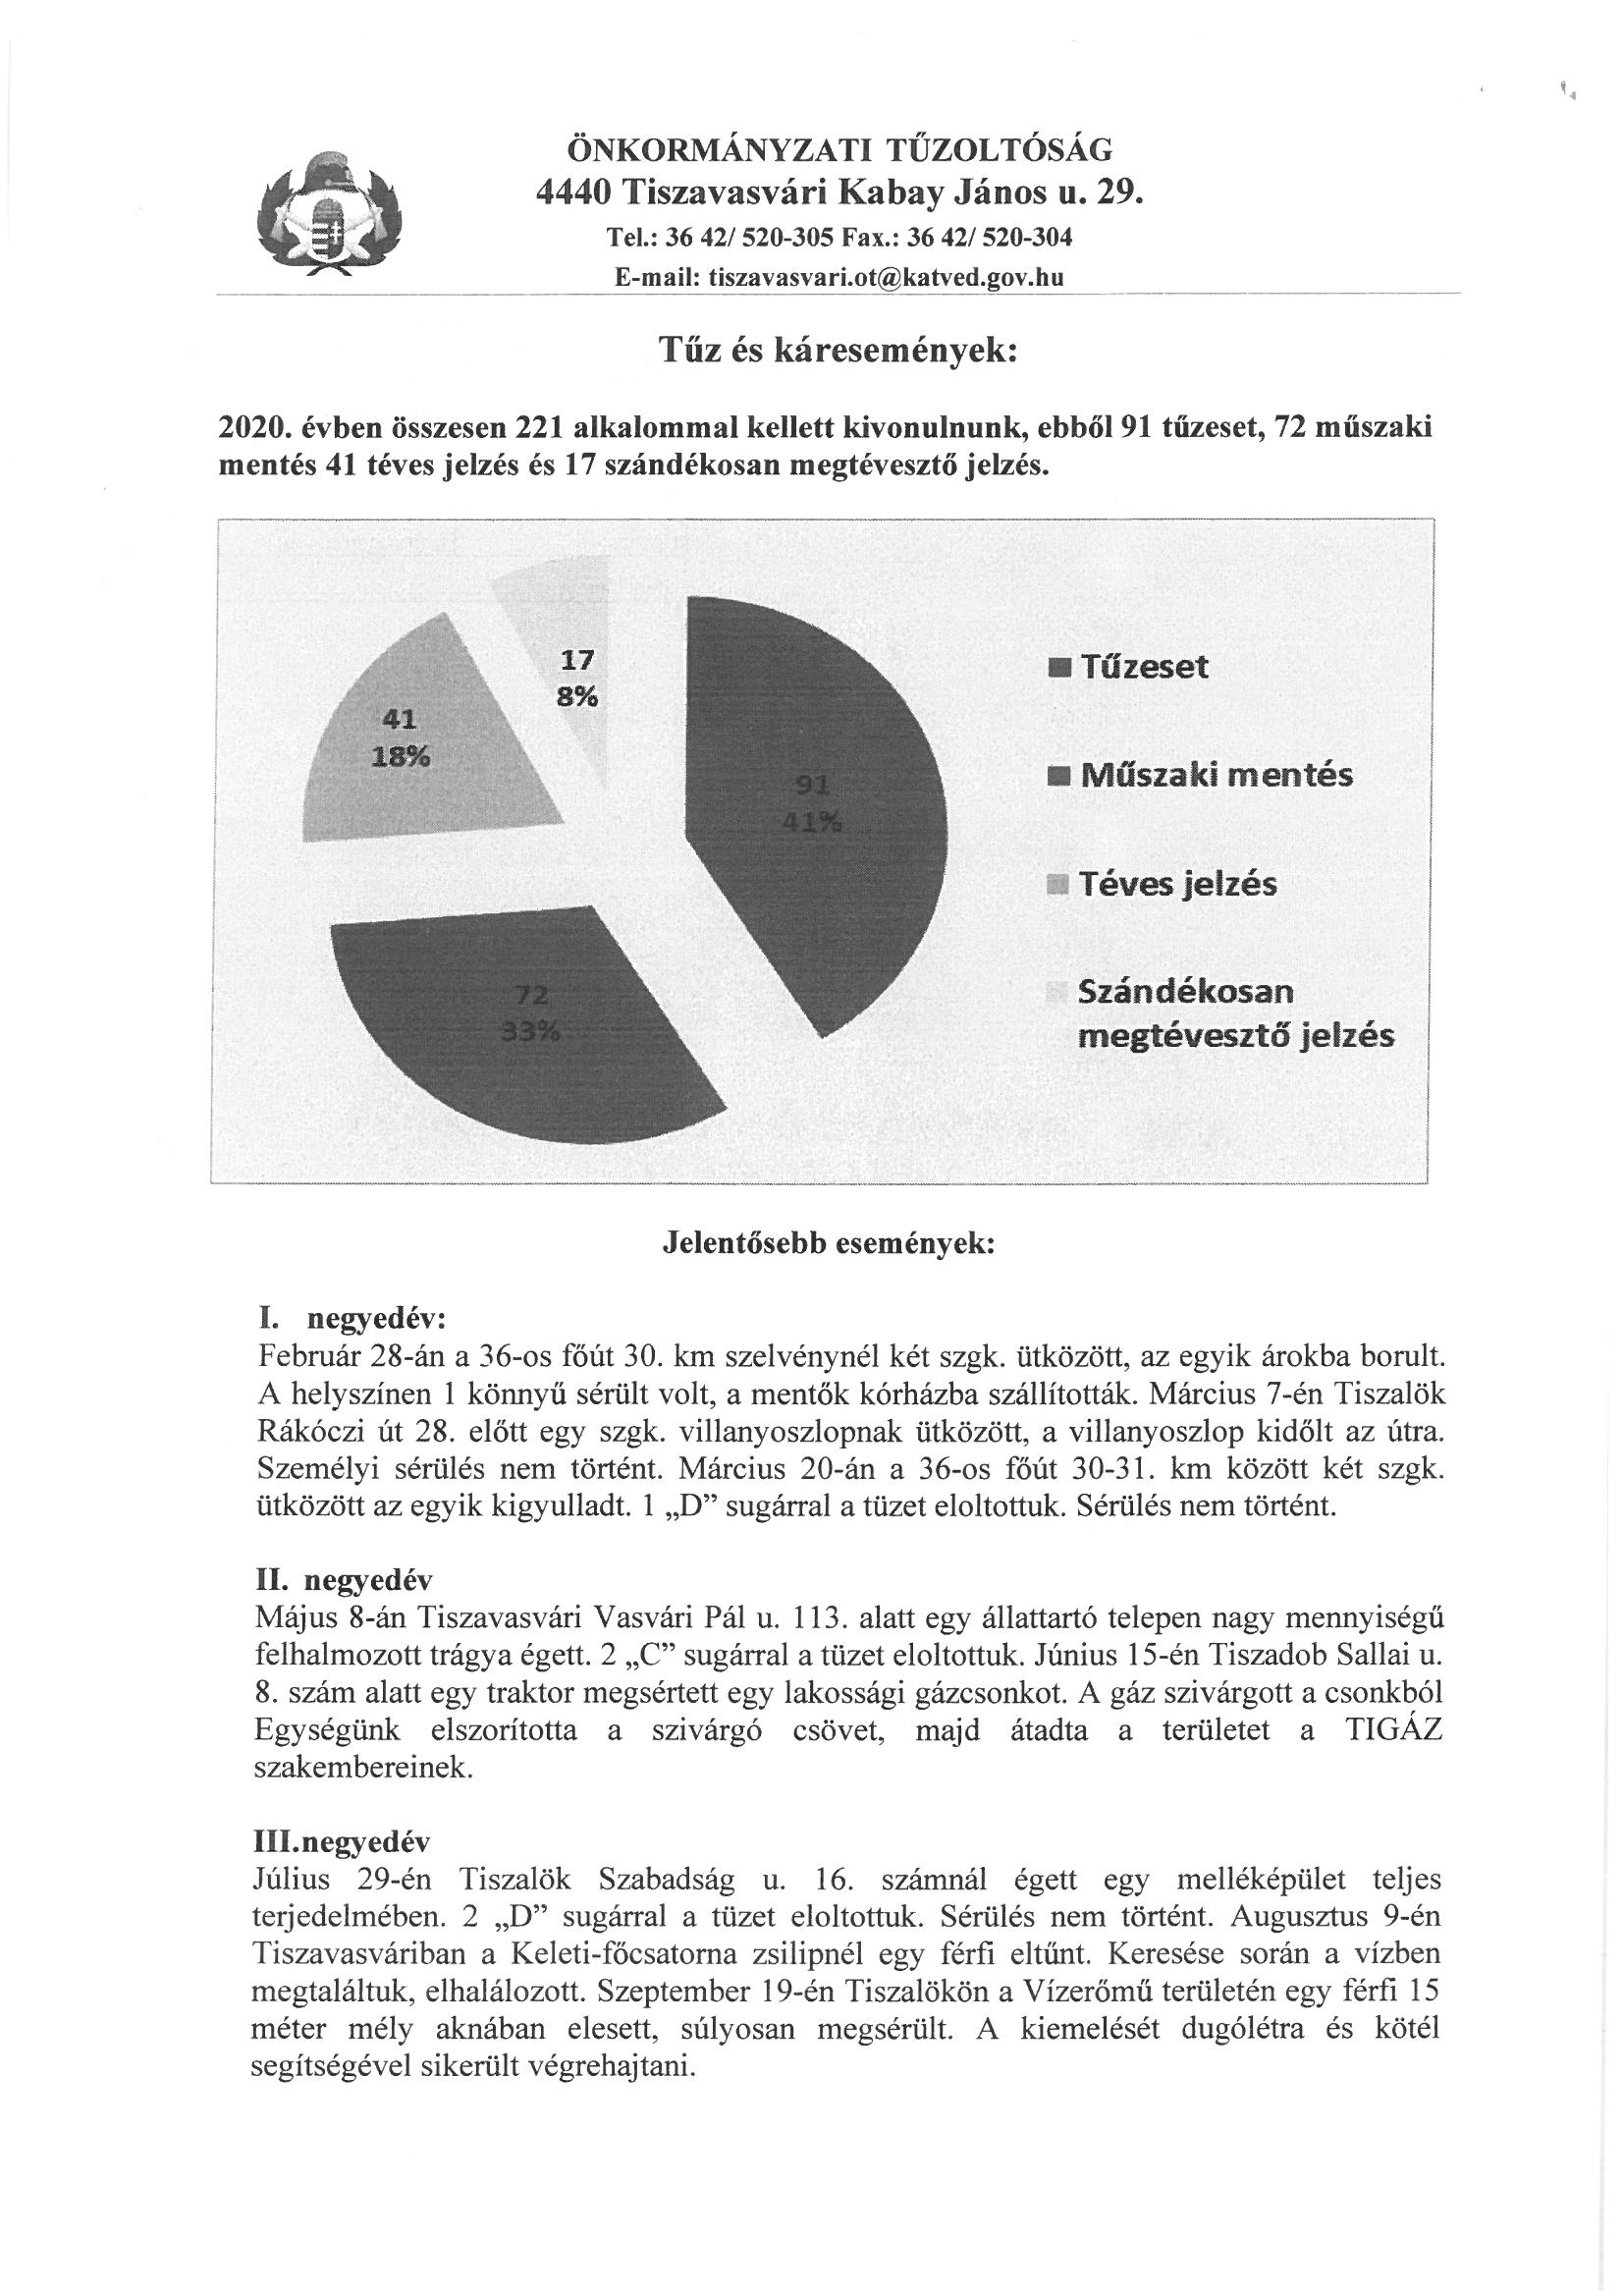 ÖNKORMÁNYZATI TŰZOLTÓSÁG
4440 Tiszavasvári Kabay János u. 29.
Tel.: 36 42/ 520-305 Fax.: 36 42/ 520-304
E-mail: tiszavasvari.ot@katved.gov.hu
Tűz és káresemények:
2020. évben összesen 221 alkalommal kellett kivonulnunk, ebből 91 tűzeset, 72 műszaki
mentés 41 téves jelzés és 17 szándékosan megtévesztő jelzés.
17
8%
41
18%
91
41%
72
33%
Tűzeset
Műszaki mentés
Téves jelzés
Szándékosan
megtévesztő jelzés
Jelentősebb események:
I. negyedév:
Február 28-án a 36-os főút 30. km szelvénynél két szgk. ütközött, az egyik árokba borult.
A helyszínen 1 könnyű sérült volt, a mentők kórházba szállították. Március 7-én Tiszalök
Rákóczi út 28. előtt egy szgk. villanyoszlopnak ütközött, a villanyoszlop kidőlt az útra.
Személyi sérülés nem történt. Március 20-án a 36-os főút 30-31. km között két szgk.
ütközött az egyik kigyulladt. 1 „D” sugárral a tüzet eloltottuk. Sérülés nem történt.
II. negyedév
Május 8-án Tiszavasvári Vasvári Pál u. 113. alatt egy állattartó telepen nagy mennyiségű
felhalmozott trágya égett. 2 „C” sugárral a tüzet eloltottuk. Június 15-én Tiszadob Sallai u.
8. szám alatt egy traktor megsértett egy lakossági gázcsonkot. A gáz szivárgott a csonkból
Egységünk elszorította a szivárgó csövet, majd átadta a területet a TIGÁZ
szakembereinek.
III.negyedév
Július 29-én Tiszalök Szabadság u. 16. számnál égett egy melléképület teljes
terjedelmében. 2 „D” sugárral a tüzet eloltottuk. Sérülés nem történt. Augusztus 9-én
Tiszavasváriban a Keleti-főcsatorna zsilipnél egy férfi eltűnt. Keresése során a vízben
megtaláltuk, elhalálozott. Szeptember 19-én Tiszalökön a Vízerőmű területén egy férfi 15
méter mély aknában elesett, súlyosan megsérült. A kiemelését dugólétra és kötél
segítségével sikerült végrehajtani.